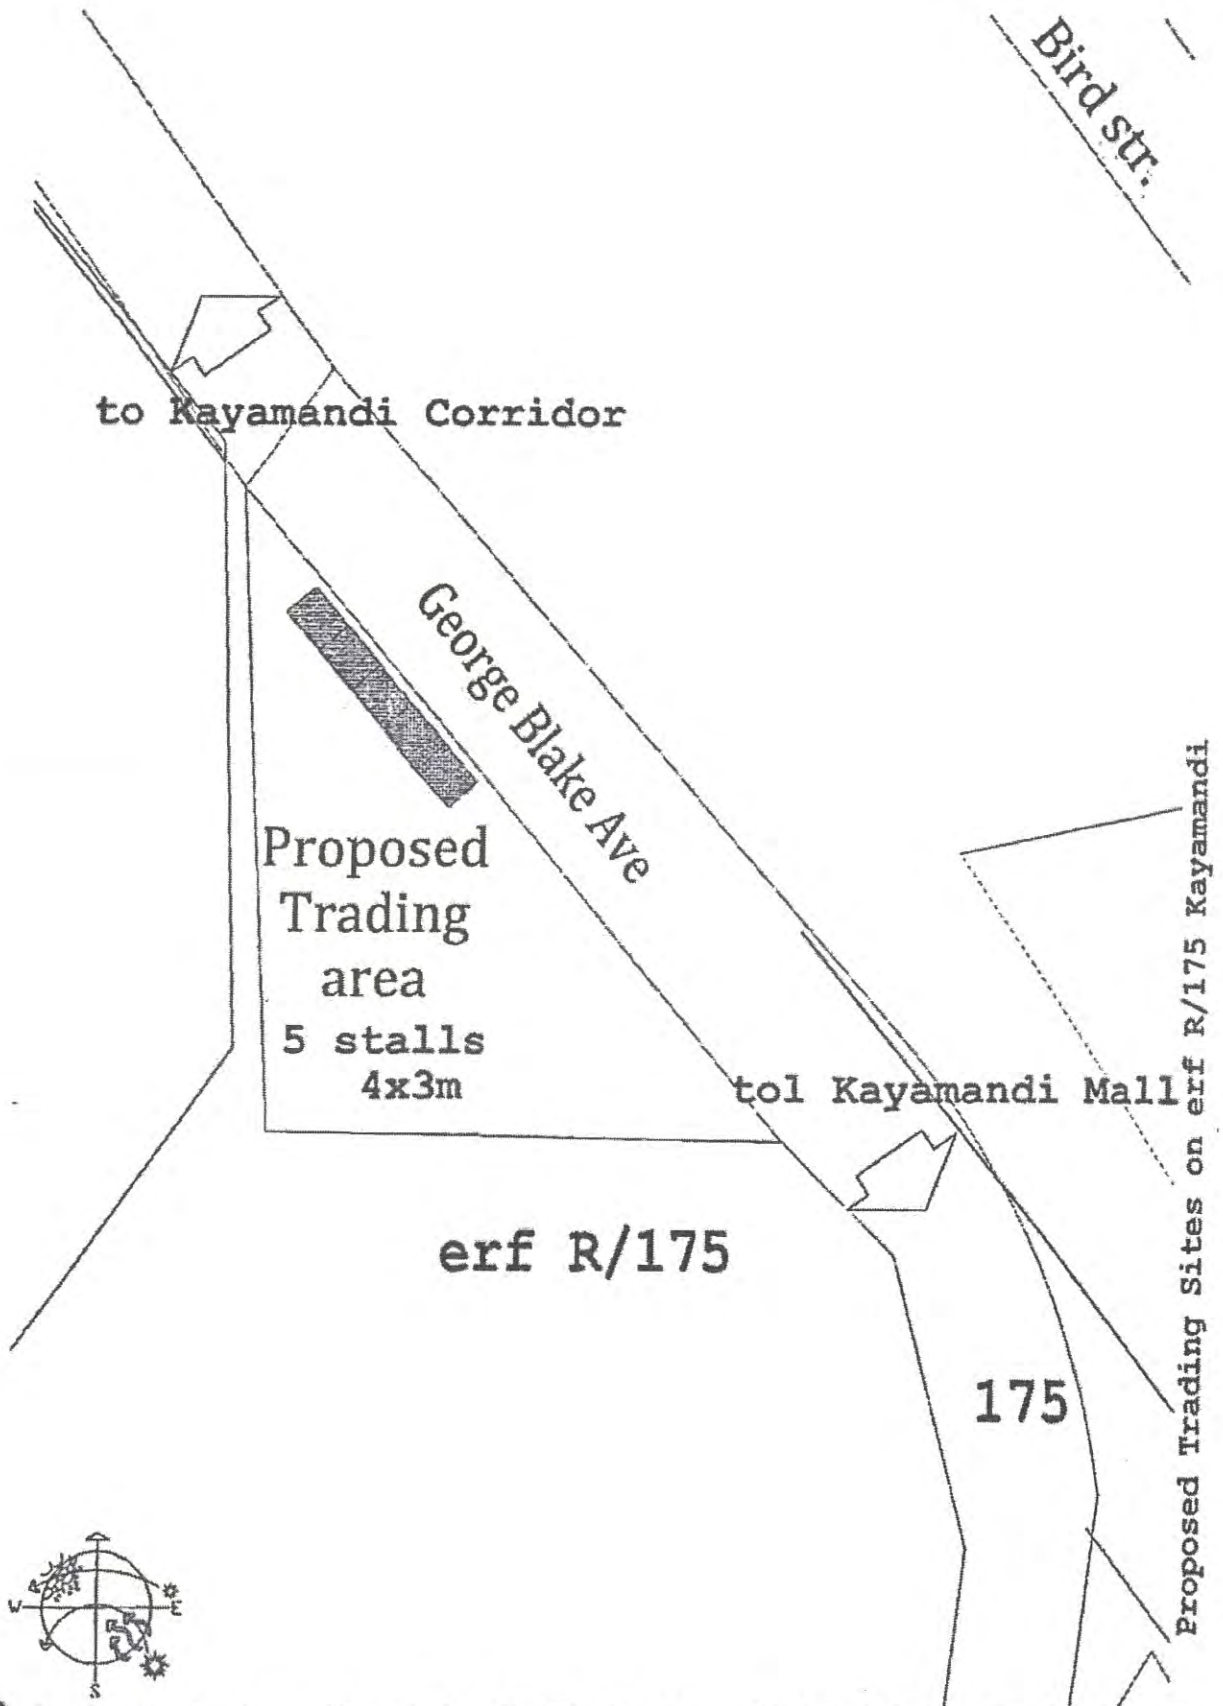 Bird str.
to Kayamandi Corridor
George Blake Ave
Proposed
Trading
area
5 stalls
4x3m
tol Kayamandi Mall
erf R/175
175
Proposed Trading Sites on erf R/175 Kayamandi
W
E
S